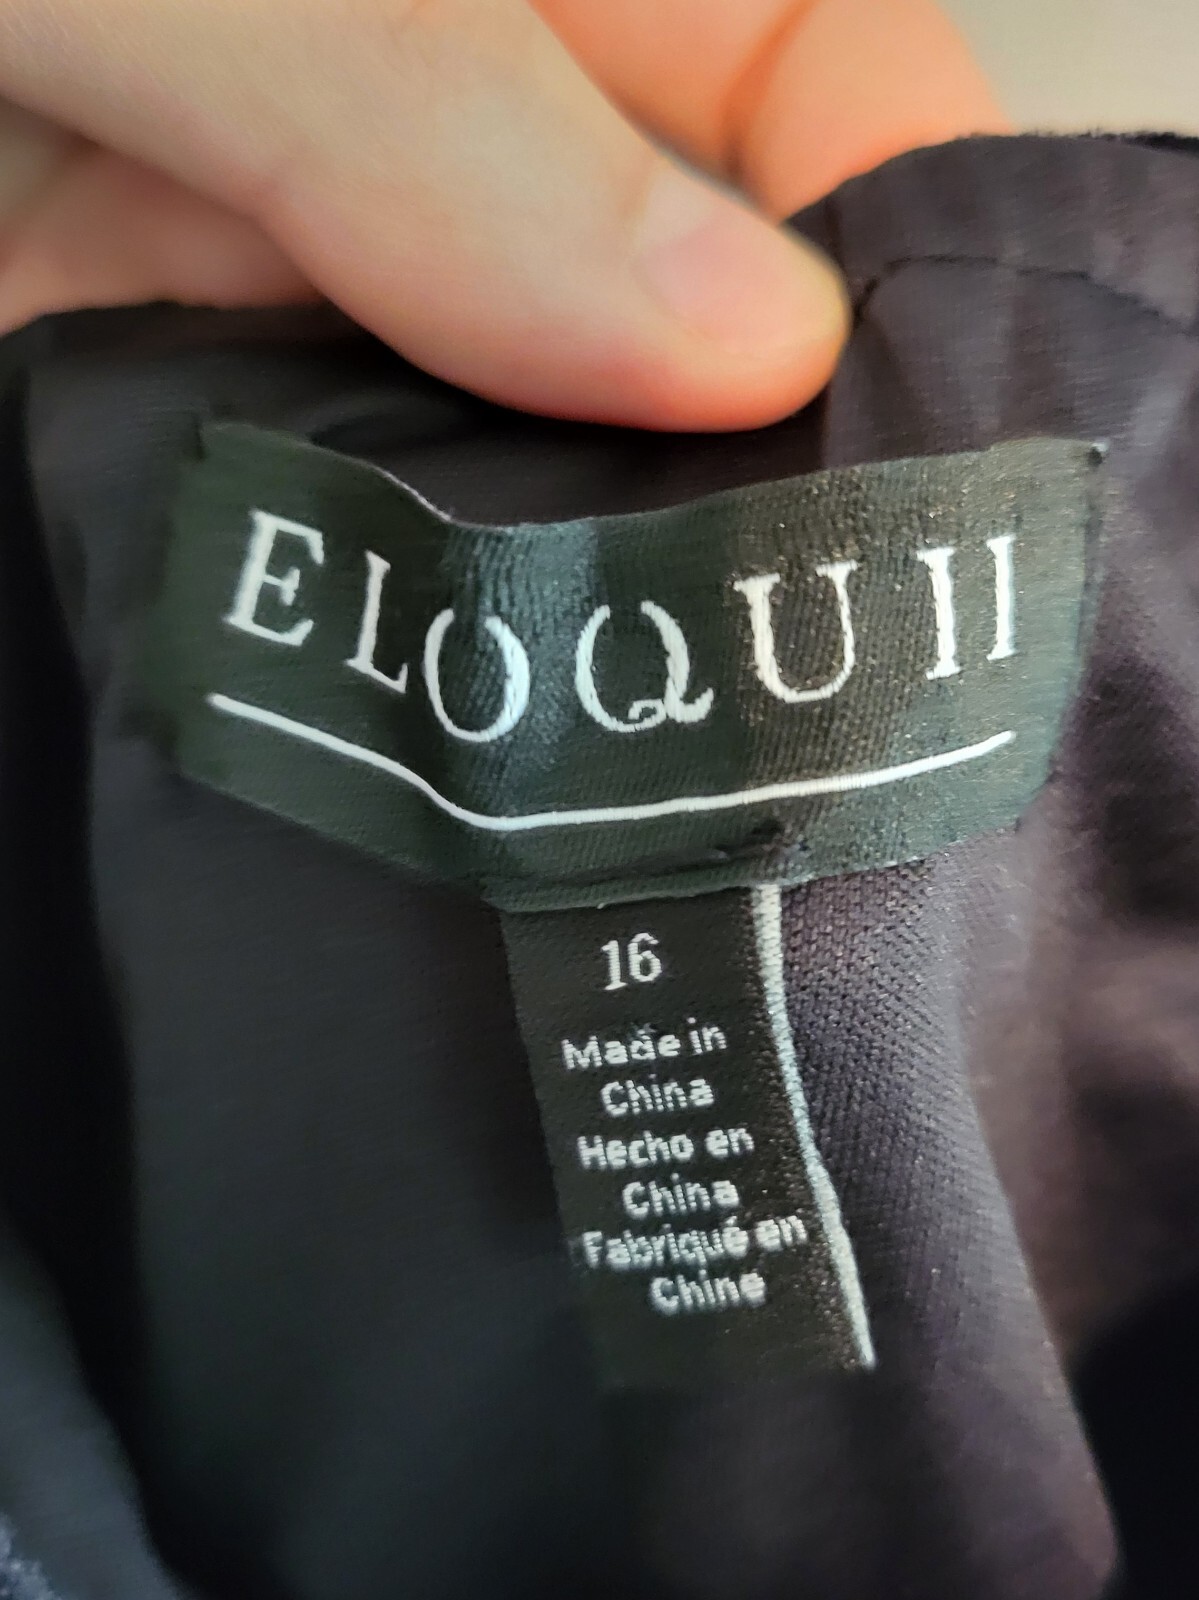 ELOQUII
16
Made in
China
Hecho en
China
Fabriqué en
Chine